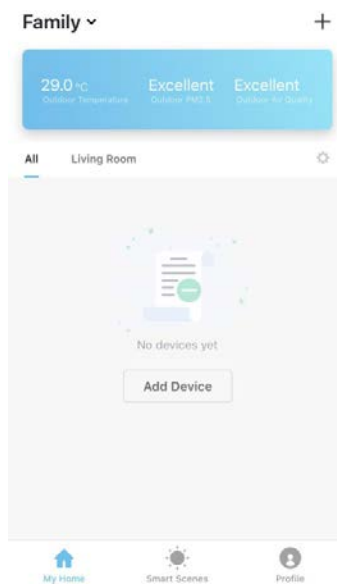 Family
29.0 °C Excellent Excellent
Outdoor Temperature Outdoor PM2.5 Outdoor Air Quality
All Living Room
No devices yet
Add Device
My Home Smart Scenes Profile